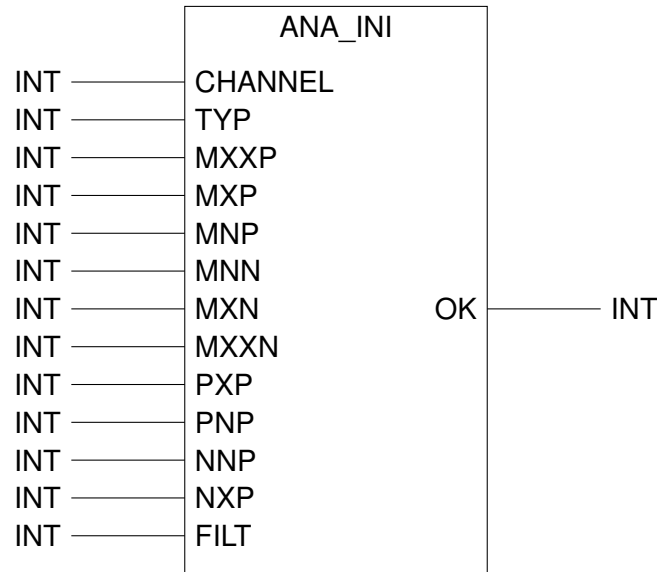 ANA_INI
INT CHANNEL
INT TYP
INT MXXP
INT MXP
INT MNP
INT MNN
INT MXN OK INT
INT MXXN
INT PXP
INT PNP
INT NNP
INT NXP
INT FILT